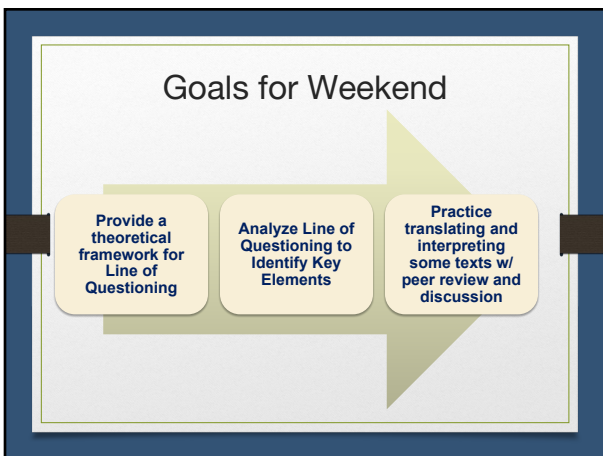 Goals for Weekend
Provide a
theoretical
framework for
Line of
Questioning
Analyze Line of
Questioning to
Identify Key
Elements
Practice
translating and
interpreting
some texts w/
peer review and
discussion